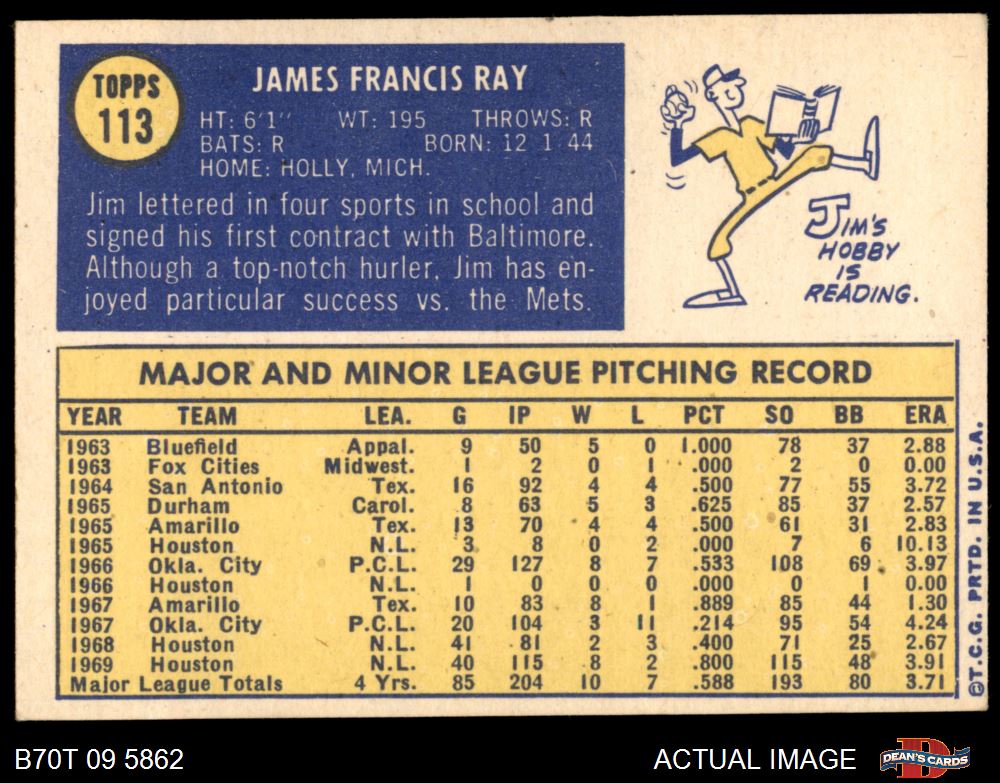 TOPPS
113
JAMES FRANCIS RAY
HT: 6'1" WT: 195 THROWS: R
BATS: R BORN: 12 1 44
HOME: HOLLY, MICH.
Jim lettered in four sports in school and
signed his first contract with Baltimore.
Although a top-notch hurler, Jim has en-
joyed particular success vs. the Mets.
JIM'S
HOBBY
IS
READING.
MAJOR AND MINOR LEAGUE PITCHING RECORD
YEAR TEAM LEA. G IP W L PCT SO BB ERA
1963 Bluefield Appal. 9 50 5 0 1.000 78 37 2.88
1963 Fox Cities Midwest. 1 2 0 1 .000 2 0 0.00
1964 San Antonio Tex. 16 92 4 4 .500 77 55 3.72
1965 Durham Carol. 8 63 5 3 .625 85 37 2.57
1965 Amarillo Tex. 13 70 4 4 .500 61 31 2.83
1965 Houston N.L. 3 8 0 2 .000 7 6 10.13
1966 Okla. City P.C.L. 29 127 8 7 .533 108 69 3.97
1966 Houston N.L. 1 0 0 0 .000 0 1 0.00
1967 Amarillo Tex. 10 83 8 1 .889 85 44 1.30
1967 Okla. City P.C.L. 20 104 3 11 .214 95 54 4.24
1968 Houston N.L. 41 81 2 3 .400 71 25 2.67
1969 Houston N.L. 40 115 8 2 .800 115 48 3.91
Major League Totals 4 Yrs. 85 204 10 7 .588 193 80 3.71
©T.C.G. PRTD. IN U.S.A.
B70T 09 5862
ACTUAL IMAGE
DEAN'S CARDS